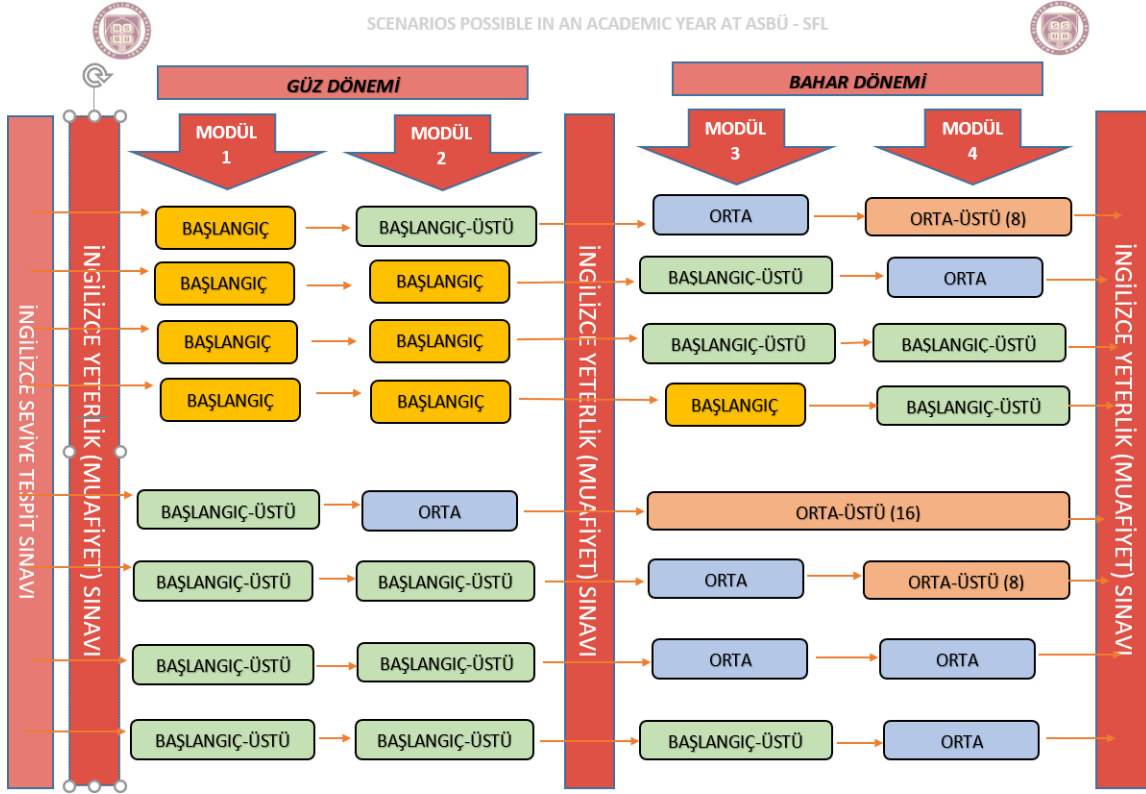 SCENARIOS POSSIBLE IN AN ACADEMIC YEAR AT ASBÜ - SFL
GÜZ DÖNEMİ
BAHAR DÖNEMİ
MODÜL
1
MODÜL
2
MODÜL
3
MODÜL
4
İNGİLİZCE SEVİYE TESPİT SINAVI
İNGİLİZCE YETERLİK (MUAFİYET) SINAVI
İNGİLİZCE YETERLİK (MUAFİYET) SINAVI
İNGİLİZCE YETERLİK (MUAFİYET) SINAVI
BAŞLANGIÇ
BAŞLANGIÇ-ÜSTÜ
ORTA
ORTA-ÜSTÜ (8)
BAŞLANGIÇ
BAŞLANGIÇ
BAŞLANGIÇ-ÜSTÜ
ORTA
BAŞLANGIÇ
BAŞLANGIÇ
BAŞLANGIÇ-ÜSTÜ
BAŞLANGIÇ-ÜSTÜ
BAŞLANGIÇ
BAŞLANGIÇ
BAŞLANGIÇ
BAŞLANGIÇ-ÜSTÜ
BAŞLANGIÇ-ÜSTÜ
ORTA
ORTA-ÜSTÜ (16)
BAŞLANGIÇ-ÜSTÜ
BAŞLANGIÇ-ÜSTÜ
ORTA
ORTA-ÜSTÜ (8)
BAŞLANGIÇ-ÜSTÜ
BAŞLANGIÇ-ÜSTÜ
ORTA
ORTA
BAŞLANGIÇ-ÜSTÜ
BAŞLANGIÇ-ÜSTÜ
BAŞLANGIÇ-ÜSTÜ
ORTA